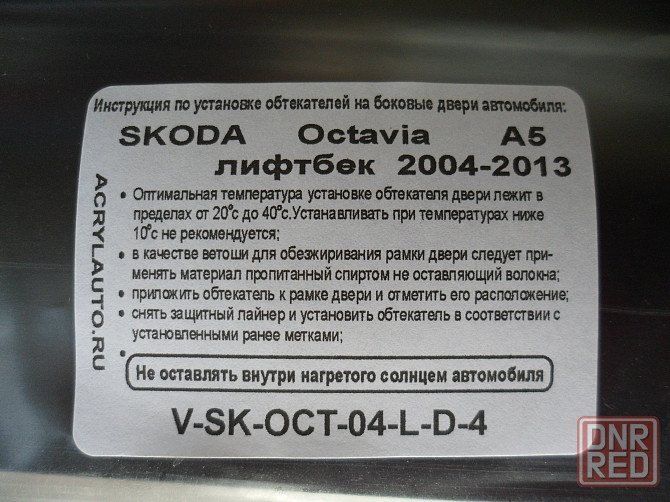 Инструкция по установке обтекателей на боковые двери автомобиля:
SKODA Octavia A5
лифтбек 2004-2013
ACRYLAUTO.RU
• Оптимальная температура установке обтекателя двери лежит в
пределах от 20°c до 40°c.Устанавливать при температурах ниже
10°c не рекомендуется;
• в качестве ветоши для обезжиривания рамки двери следует при-
менять материал пропитанный спиртом не оставляющий волокна;
• приложить обтекатель к рамке двери и отметить его расположение;
• снять защитный лайнер и установить обтекатель в соответствии с
установленными ранее метками;
•
Не оставлять внутри нагретого солнцем автомобиля
V-SK-OCT-04-L-D-4
DNR
RED